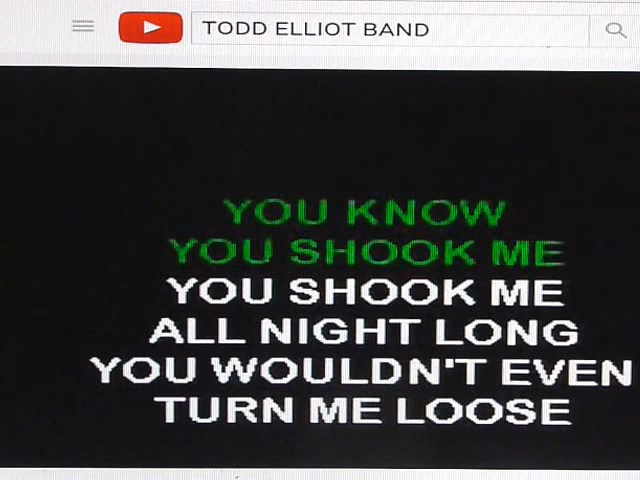 TODD ELLIOT BAND
YOU KNOW
YOU SHOOK ME
YOU SHOOK ME
ALL NIGHT LONG
YOU WOULDN'T EVEN
TURN ME LOOSE